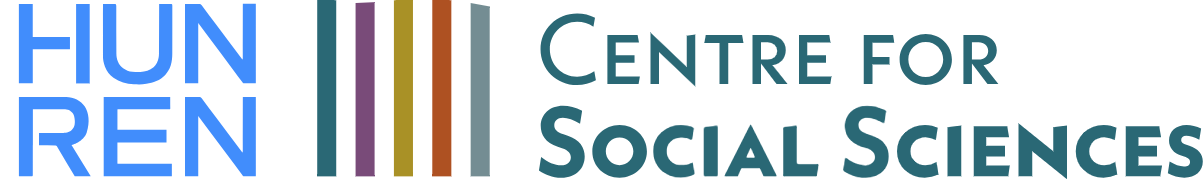 HUN
REN
CENTRE FOR
SOCIAL SCIENCES